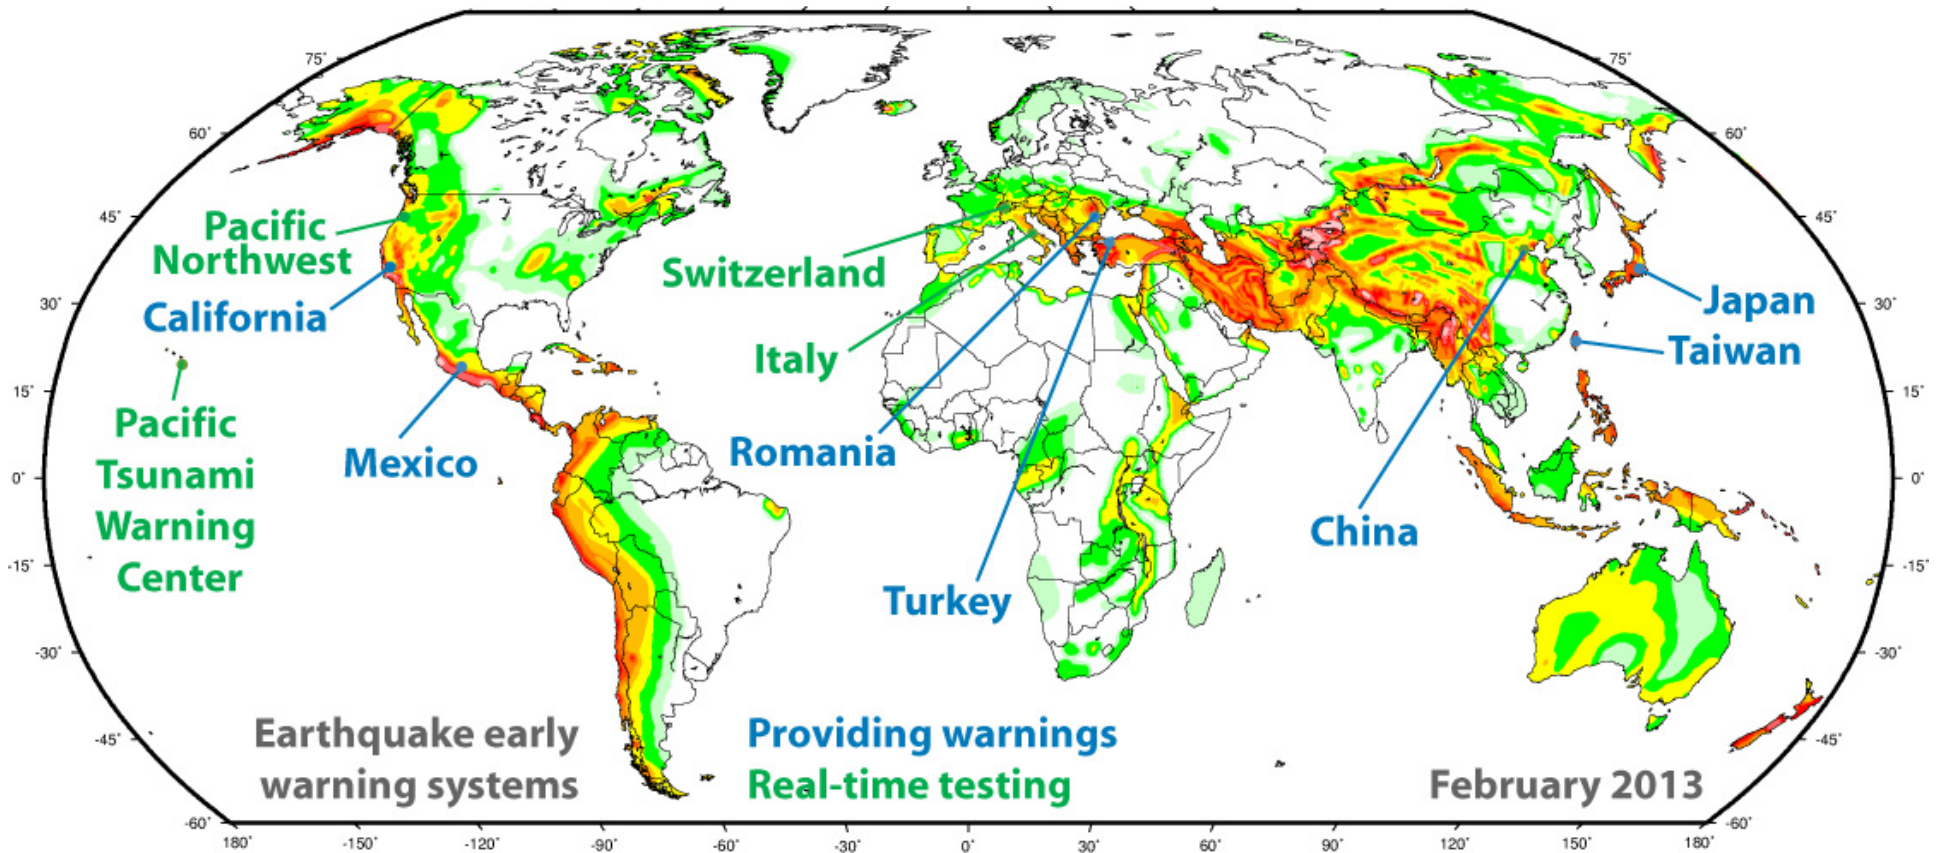 75˚
75˚
60˚
60˚
45˚
45˚
Pacific
Northwest
Switzerland
California
30˚
30˚
Japan
Italy
Taiwan
15˚
15˚
Pacific
Tsunami
Warning
Center
Mexico
Romania
0˚
0˚
China
-15˚
-15˚
Turkey
-30˚
-30˚
Earthquake early
warning systems
Providing warnings
Real-time testing
February 2013
-45˚
-45˚
-60˚
-60˚
180˚ -150˚ -120˚ -90˚ -60˚ -30˚ 0˚ 30˚ 60˚ 90˚ 120˚ 150˚ 180˚